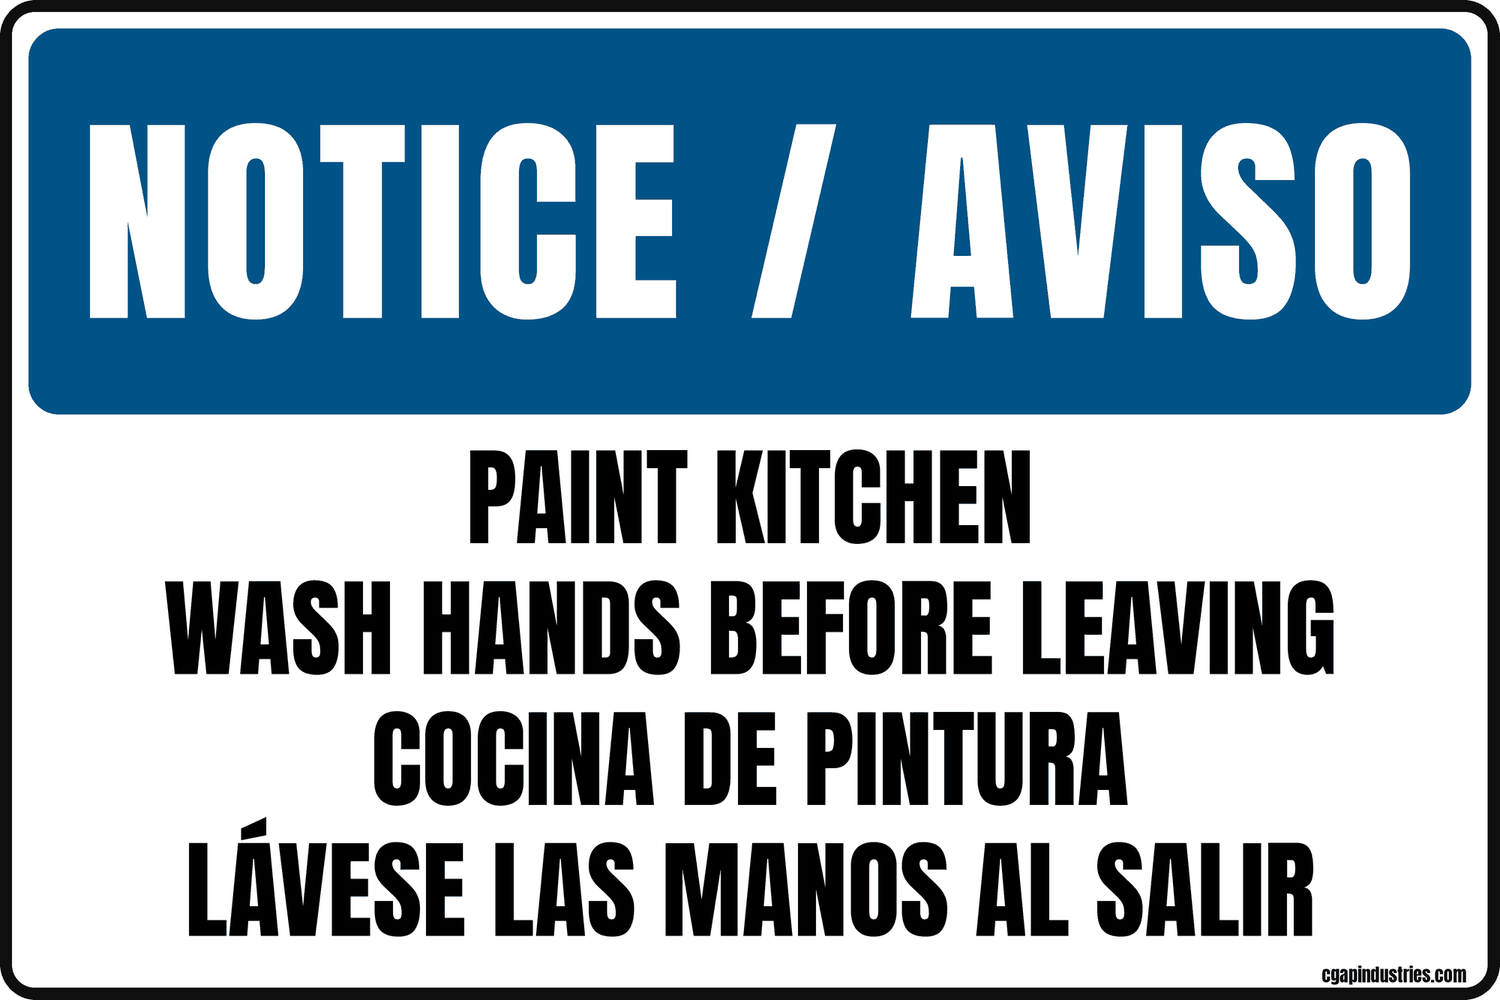 NOTICE / AVISO
PAINT KITCHEN
WASH HANDS BEFORE LEAVING
COCINA DE PINTURA
LÁVESE LAS MANOS AL SALIR
cgapindustries.com